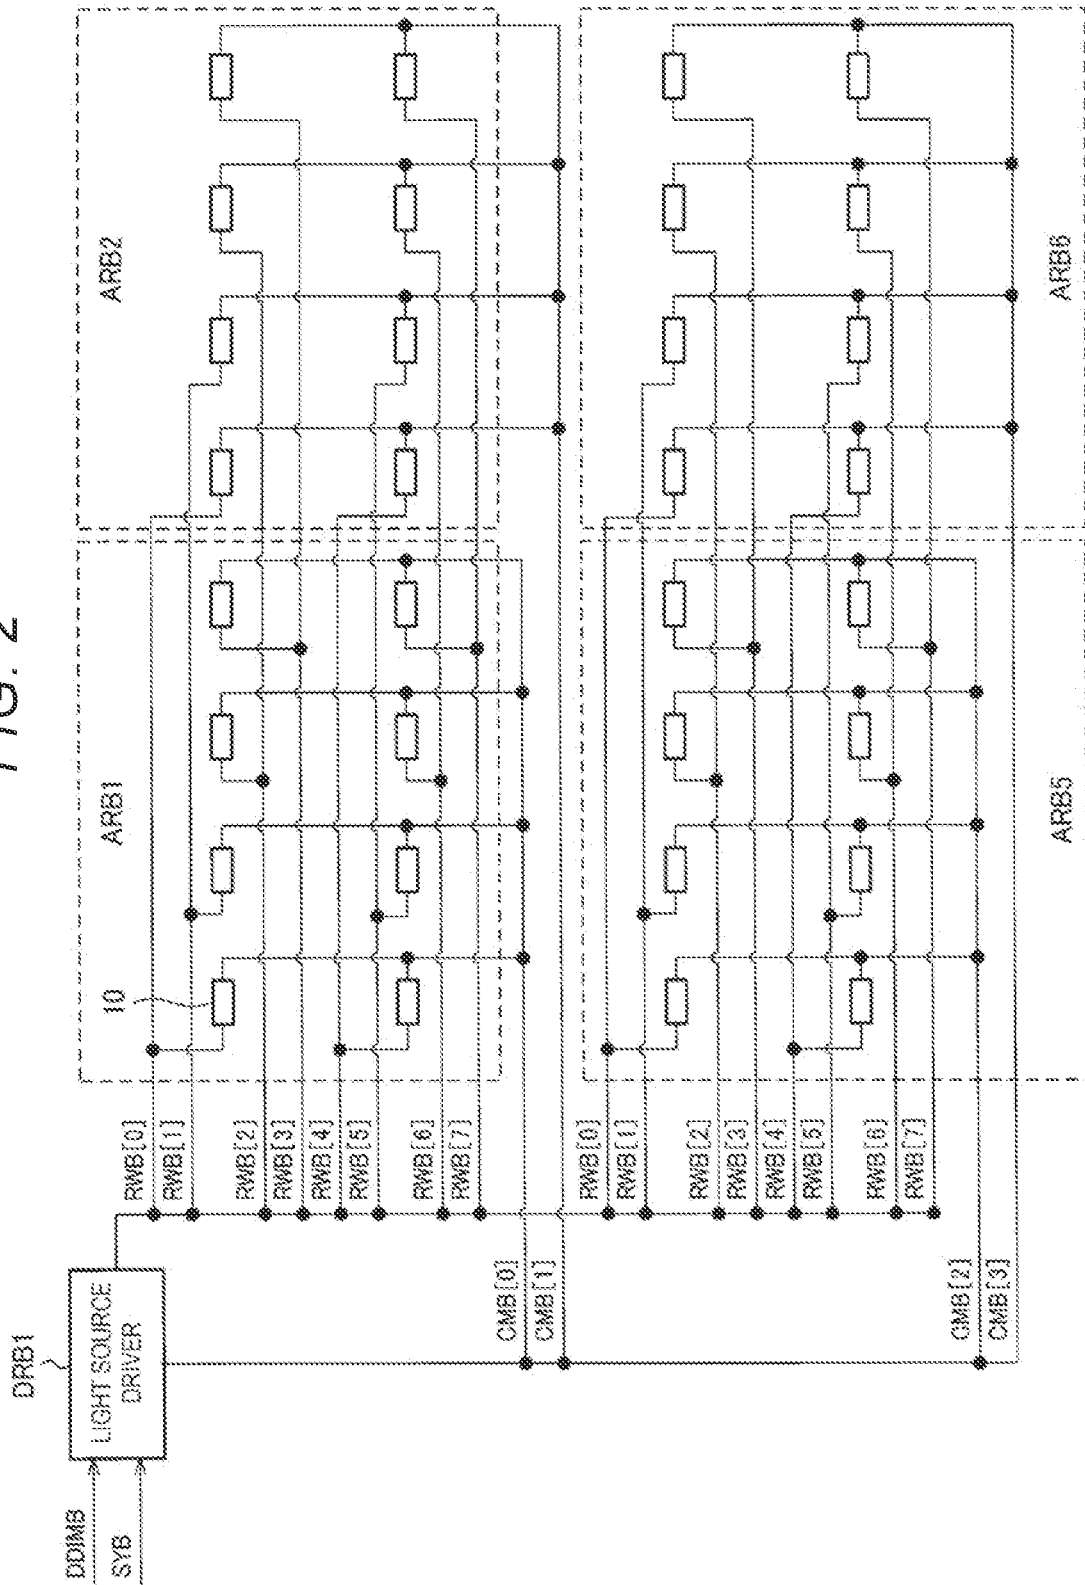 FIG. 2
DDIMB
SYB
DRB1
LIGHT SOURCE
DRIVER
RWB[0]
RWB[1]
RWB[2]
RWB[3]
RWB[4]
RWB[5]
RWB[6]
RWB[7]
CMB[0]
CMB[1]
RWB[0]
RWB[1]
RWB[2]
RWB[3]
RWB[4]
RWB[5]
RWB[6]
RWB[7]
CMB[2]
CMB[3]
10
ARB1
ARB2
ARB5
ARB6